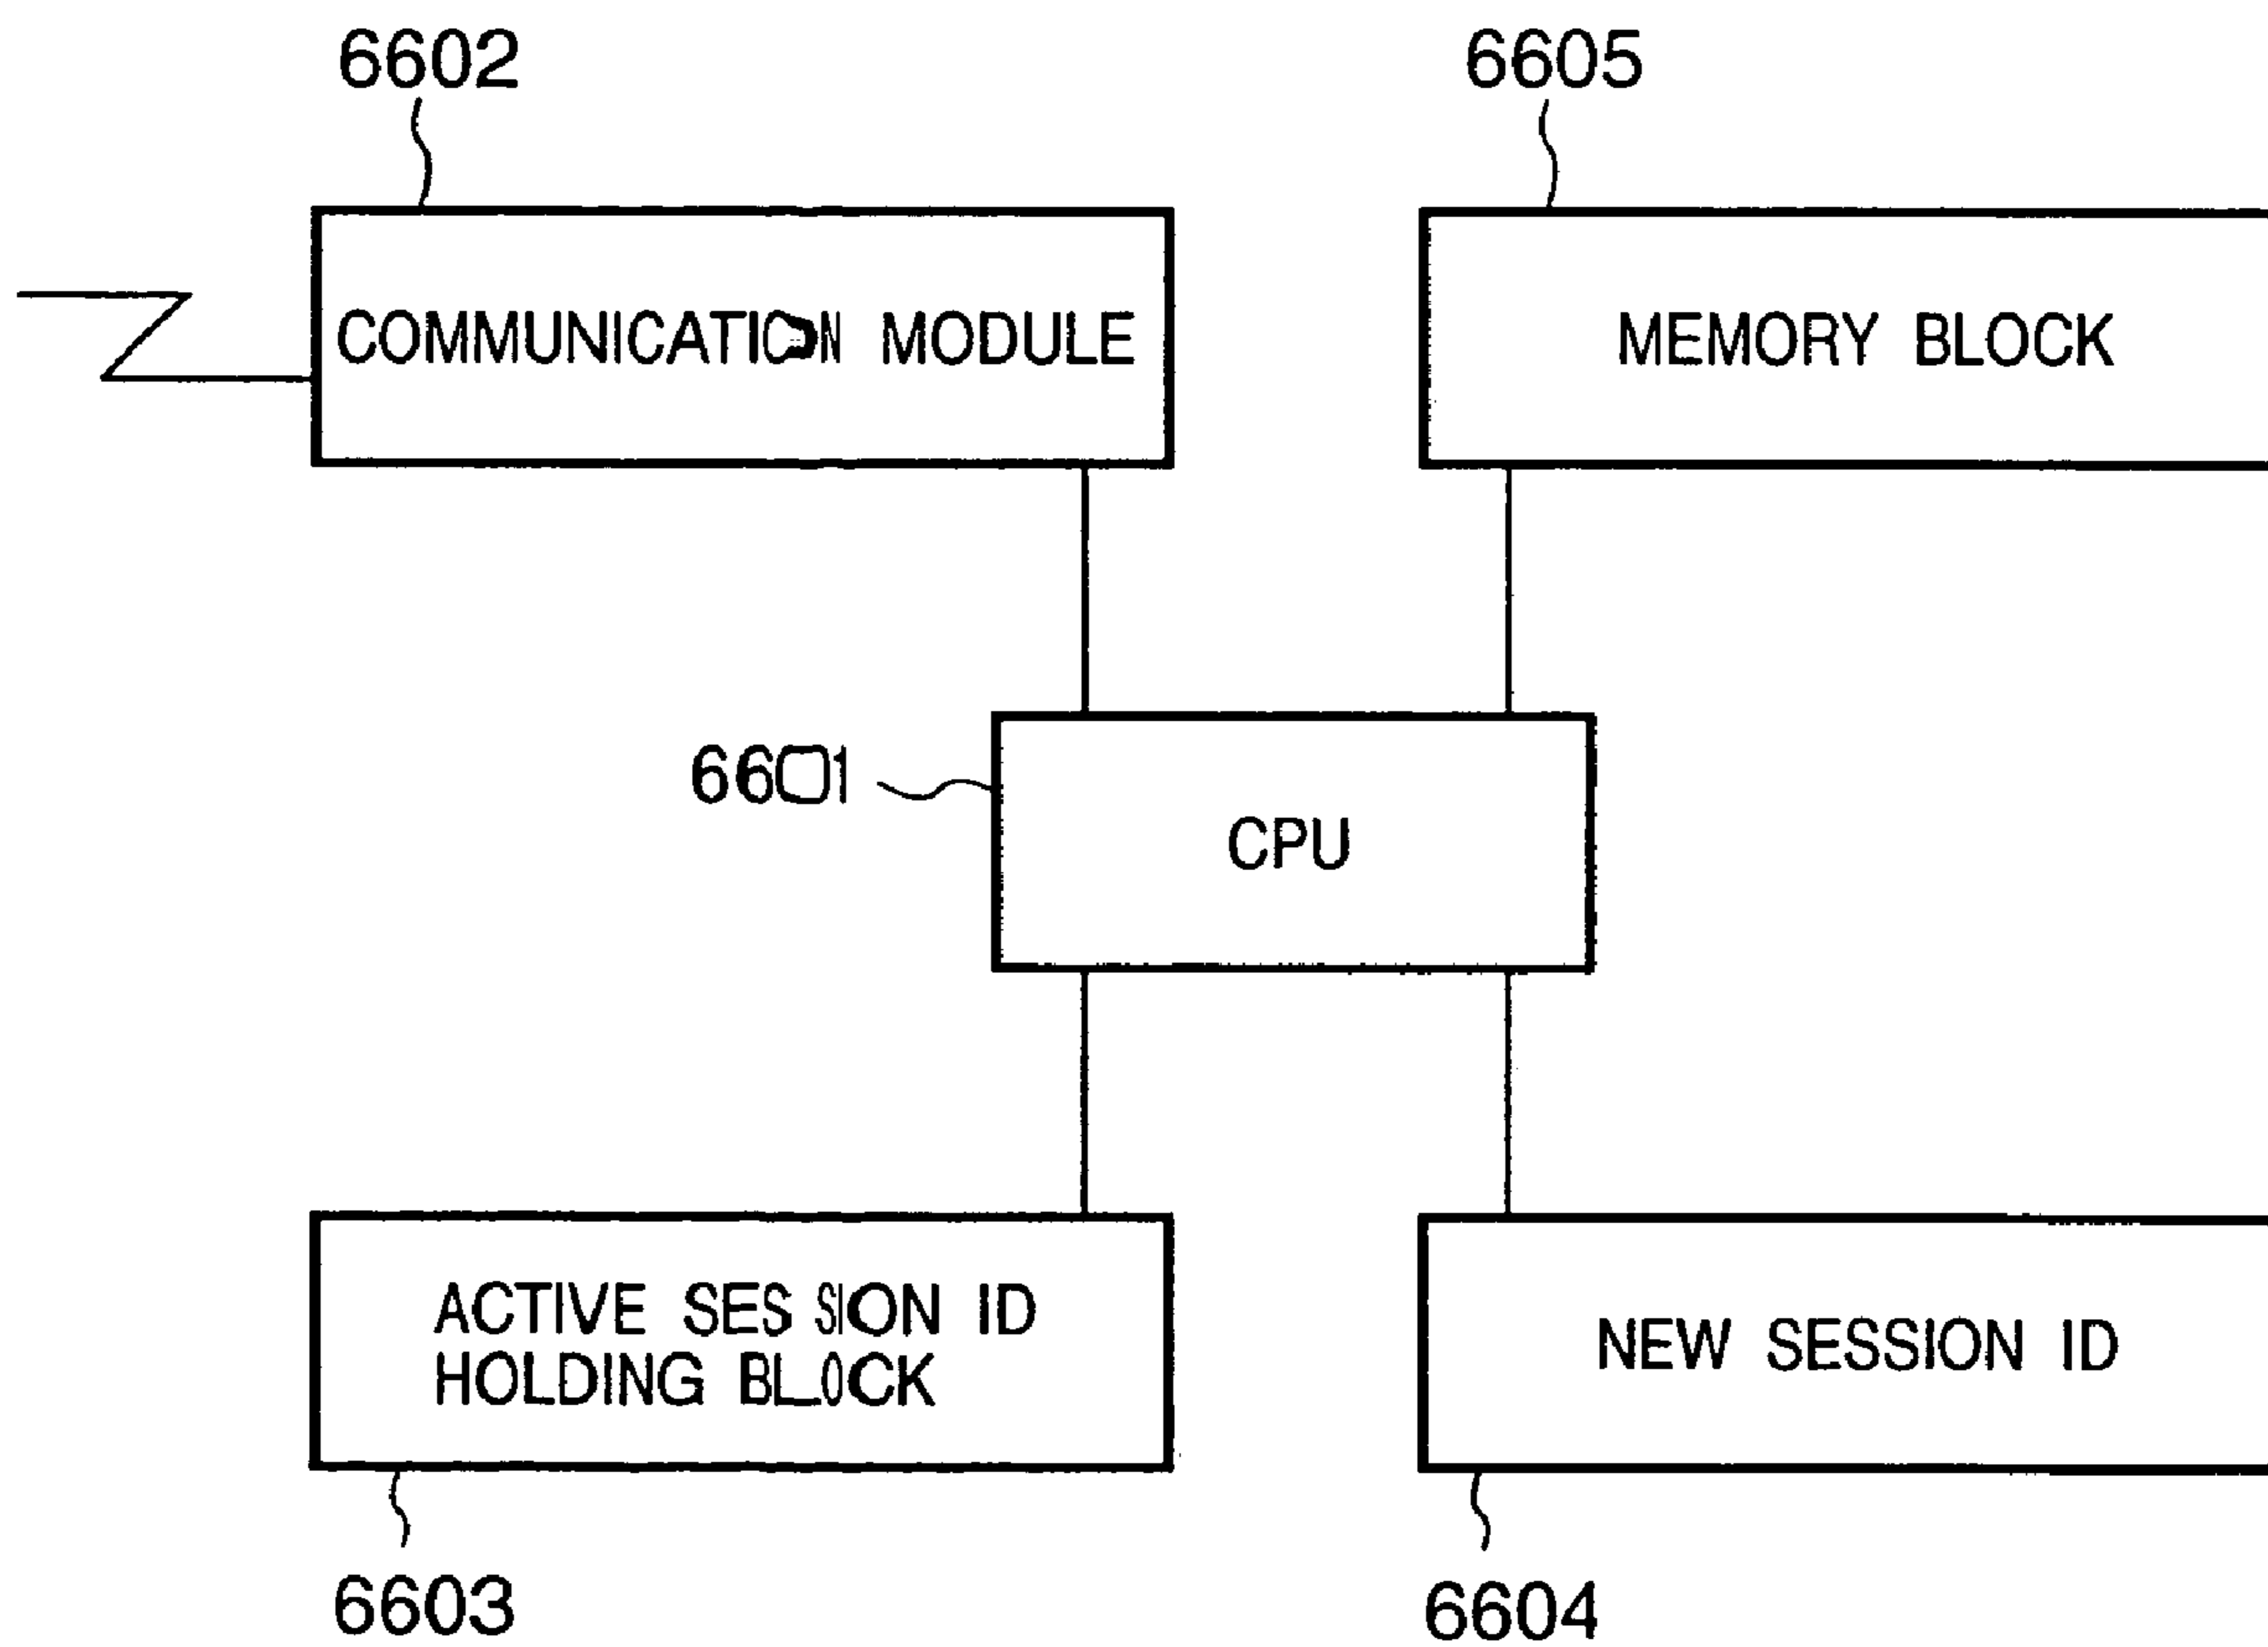 6602
6605
COMMUNICATION MODULE
MEMORY BLOCK
6601
CPU
ACTIVE SESSION ID
HOLDING BLOCK
NEW SESSION ID
6603
6604